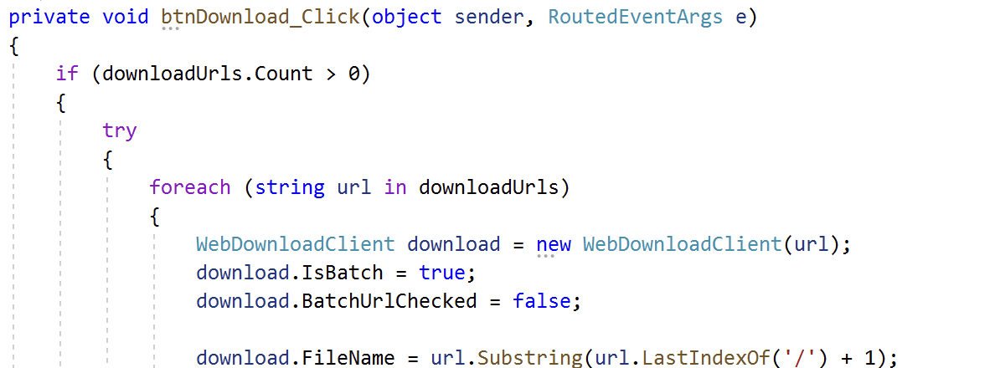 private void btnDownload_Click(object sender, RoutedEventArgs e)
{
    if (downloadUrls.Count > 0)
    {
        try
        {
            foreach (string url in downloadUrls)
            {
                WebDownloadClient download = new WebDownloadClient(url);
                download.IsBatch = true;
                download.BatchUrlChecked = false;

                download.FileName = url.Substring(url.LastIndexOf('/') + 1);